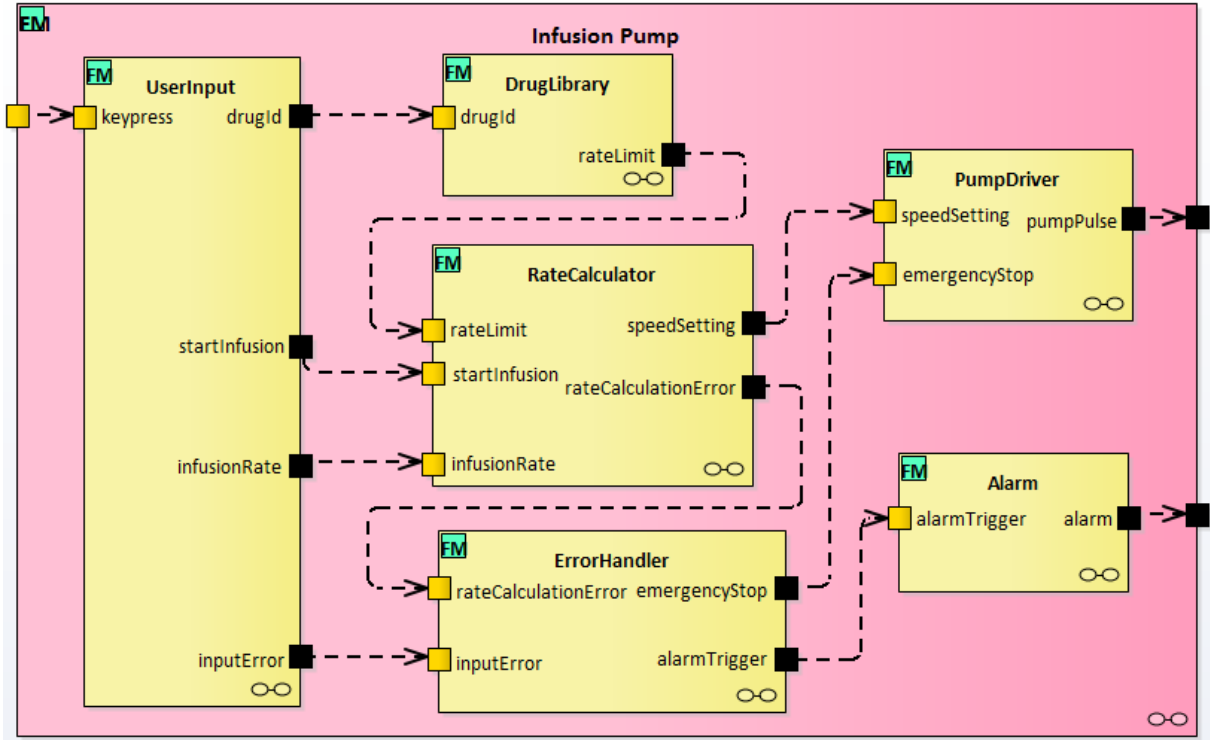 FM
Infusion Pump
FM
UserInput
keypress
drugId
startInfusion
infusionRate
inputError
FM
DrugLibrary
drugId
rateLimit
FM
RateCalculator
rateLimit
startInfusion
infusionRate
speedSetting
rateCalculationError
FM
ErrorHandler
rateCalculationError
inputError
emergencyStop
alarmTrigger
FM
PumpDriver
speedSetting
emergencyStop
pumpPulse
FM
Alarm
alarmTrigger
alarm